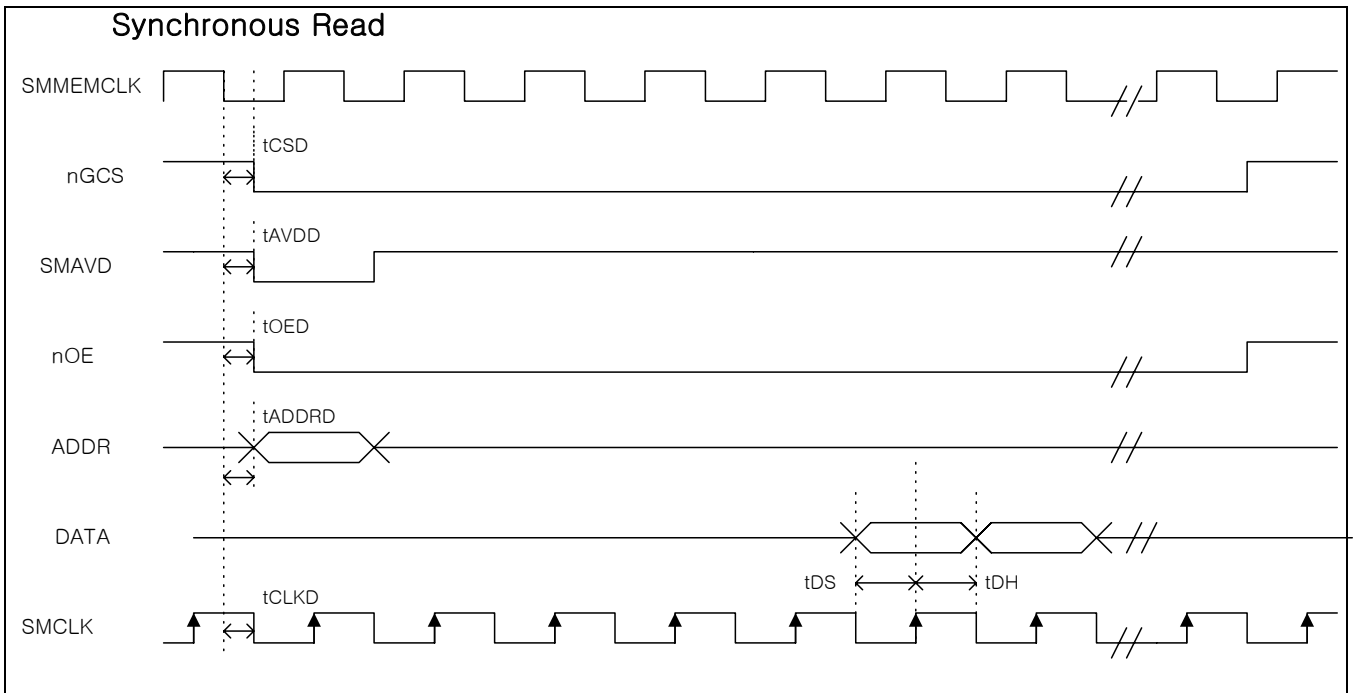 Synchronous Read
SMMEMCLK
tCSD
nGCS
tAVDD
SMAVD
tOED
nOE
tADDRD
ADDR
DATA
tDS
tDH
tCLKD
SMCLK